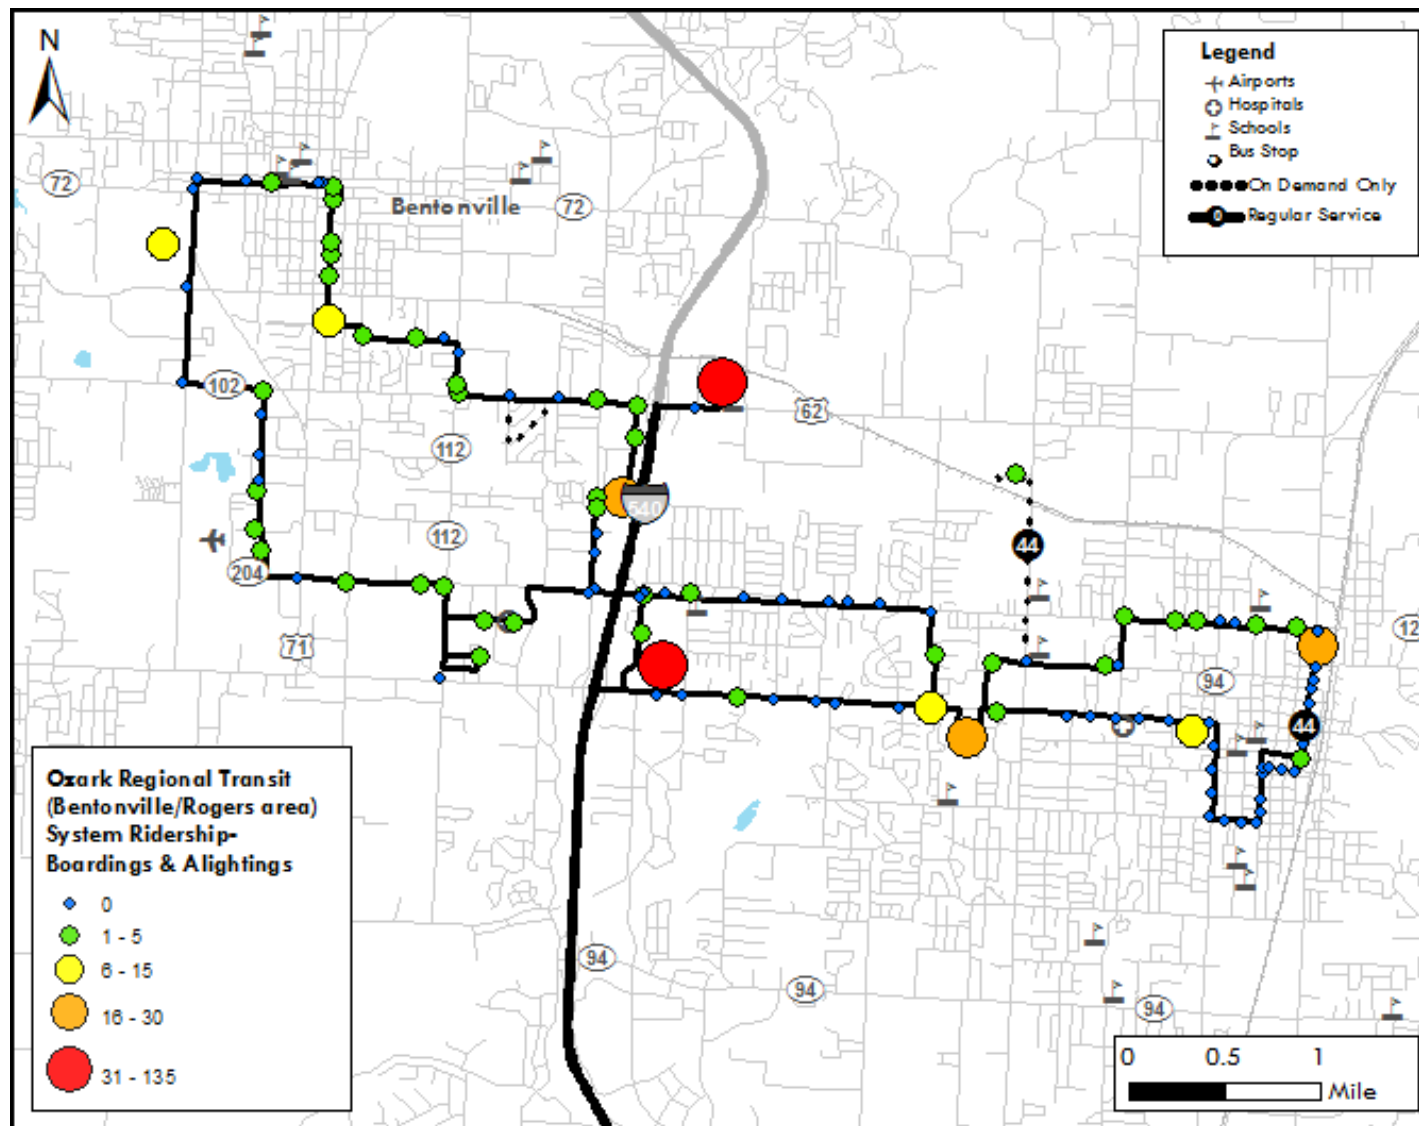 N
Legend
Airports
Hospitals
Schools
Bus Stop
On Demand Only
Regular Service
72
Bentonville
72
102
62
112
540
112
44
204
71
12
94
44
Ozark Regional Transit
(Bentonville/Rogers area)
System Ridership-
Boardings & Alightings
0
1 - 5
6 - 15
16 - 30
31 - 135
94
94
94
0 0.5 1
Mile